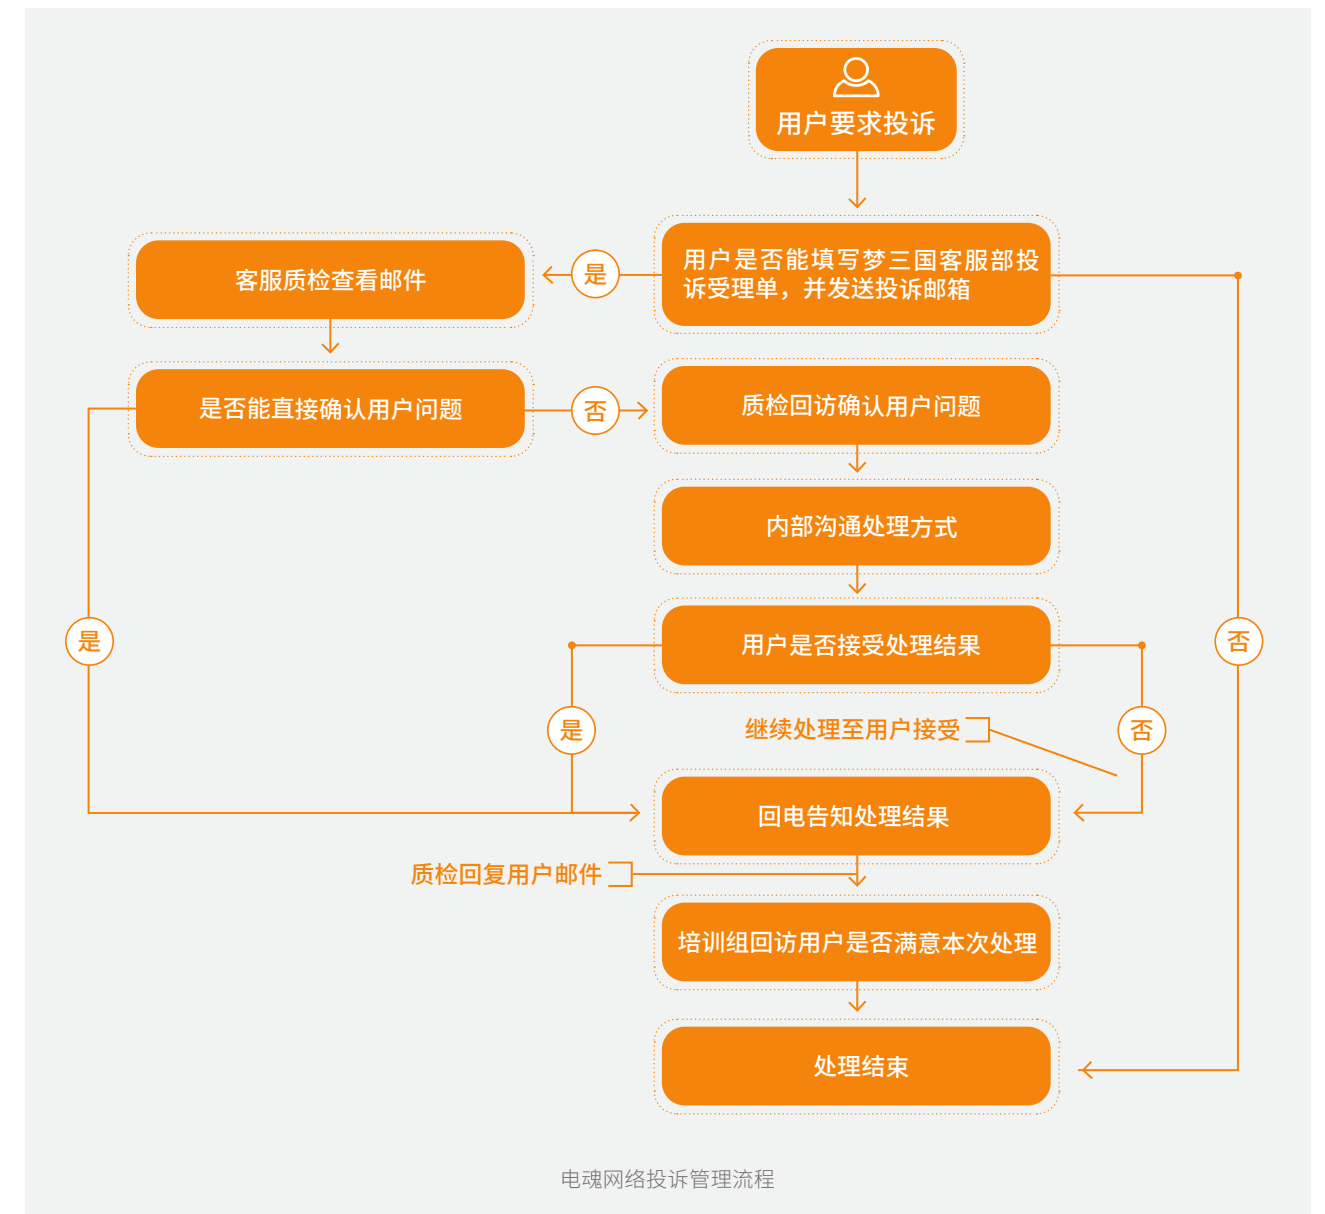 用户要求投诉
用户是否能填写梦三国客服部投
诉受理单，并发送投诉邮箱
是
客服质检查看邮件
是否能直接确认用户问题
否
质检回访确认用户问题
内部沟通处理方式
用户是否接受处理结果
是
否
是
否
继续处理至用户接受
回电告知处理结果
质检回复用户邮件
培训组回访用户是否满意本次处理
处理结束
电魂网络投诉管理流程